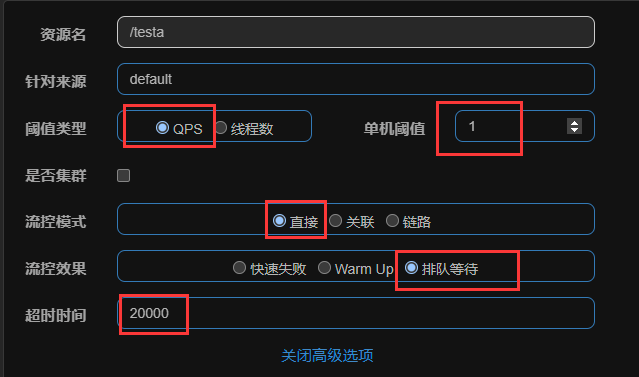 资源名 /testa
针对来源 default
阈值类型 QPS 线程数 单机阈值 1
是否集群
流控模式 直接 关联 链路
流控效果 快速失败 Warm Up 排队等待
超时时间 20000
关闭高级选项